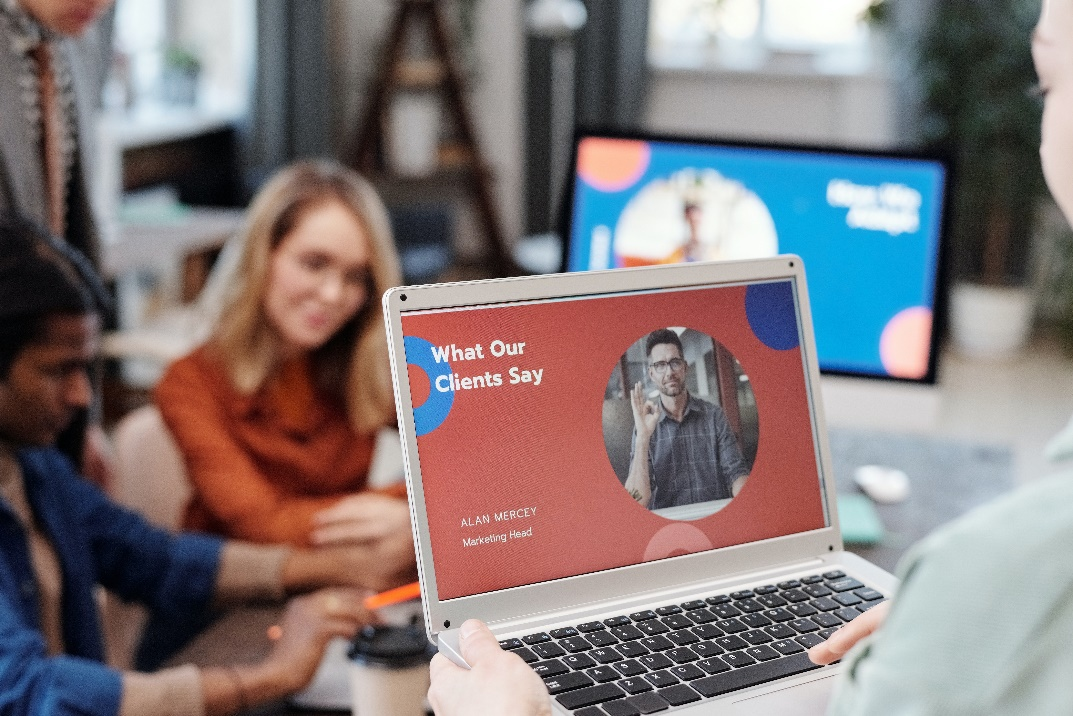 What Our
Clients Say
ALAN MERCEY
Marketing Head